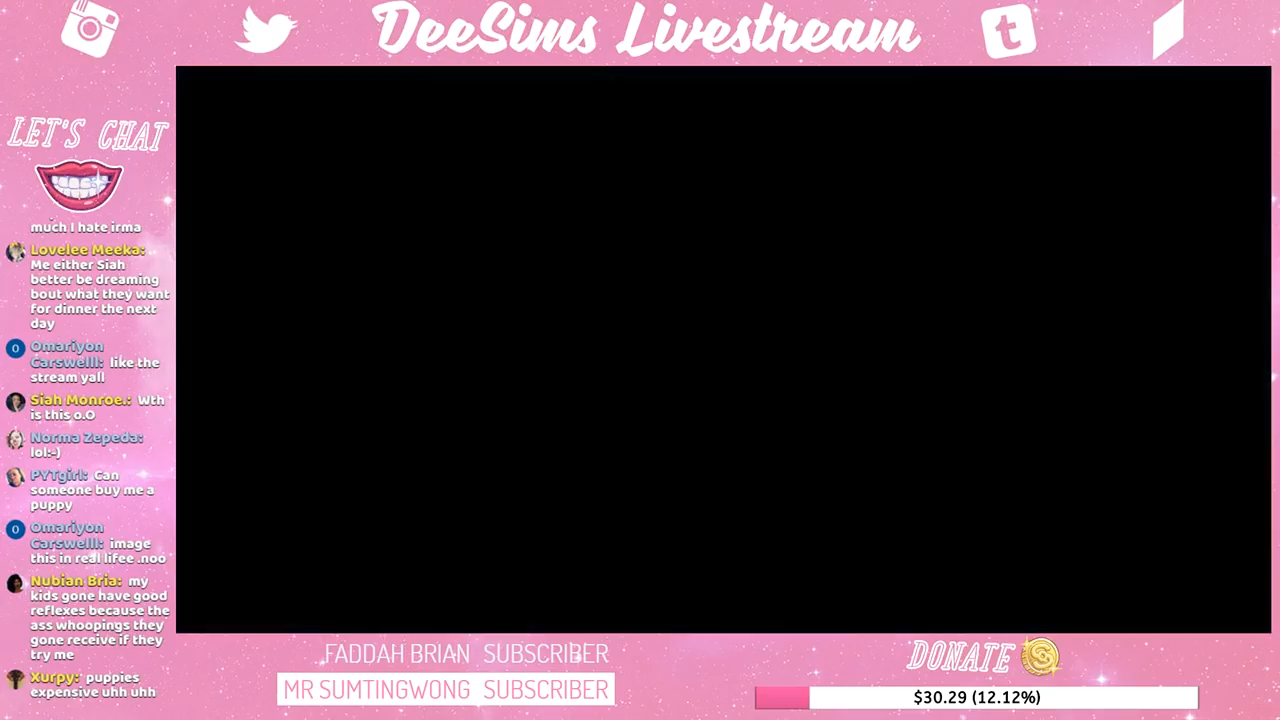 DeeSims Livestream
LET'S CHAT
much I hate irma
Lovelee Meeka:
Me either Siah
better be dreaming
bout what they want
for dinner the next
day
Omariyon
Carswelll: like the
stream yall
Siah Monroe.: Wth
is this o.O
Norma Zepeda:
lol:-)
PYTgirl: Can
someone buy me a
puppy
Omariyon
Carswelll: image
this in real lifee .noo
Nubian Bria: my
kids gone have good
reflexes because the
ass whoopings they
gone receive if they
try me
Xurpy: puppies
expensive uhh uhh
FADDAH BRIAN SUBSCRIBER
MR SUMTINGWONG SUBSCRIBER
DONATE
$30.29 (12.12%)